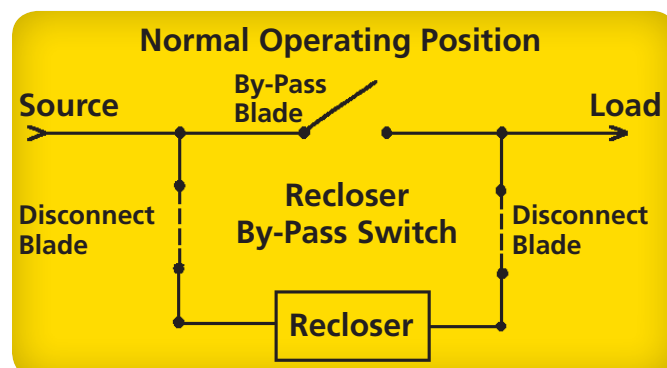 Normal Operating Position
By-Pass
Blade
Source
Load
Disconnect
Blade
Recloser
By-Pass Switch
Disconnect
Blade
Recloser